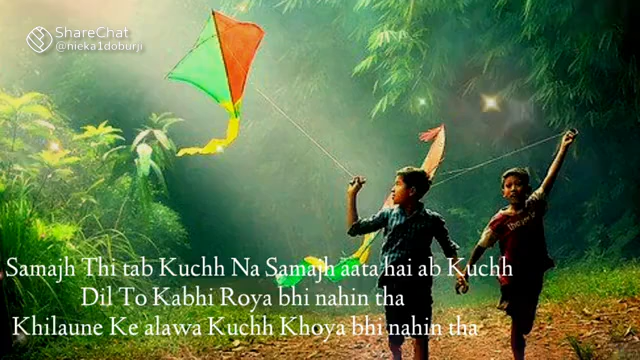 ShareChat
@hieka1doburji
Samajh Thi tab Kuchh Na Samajh aata hai ab Kuchh
Dil To Kabhi Roya bhi nahin tha
Khilaune Ke alawa Kuchh Khoya bhi nahin tha